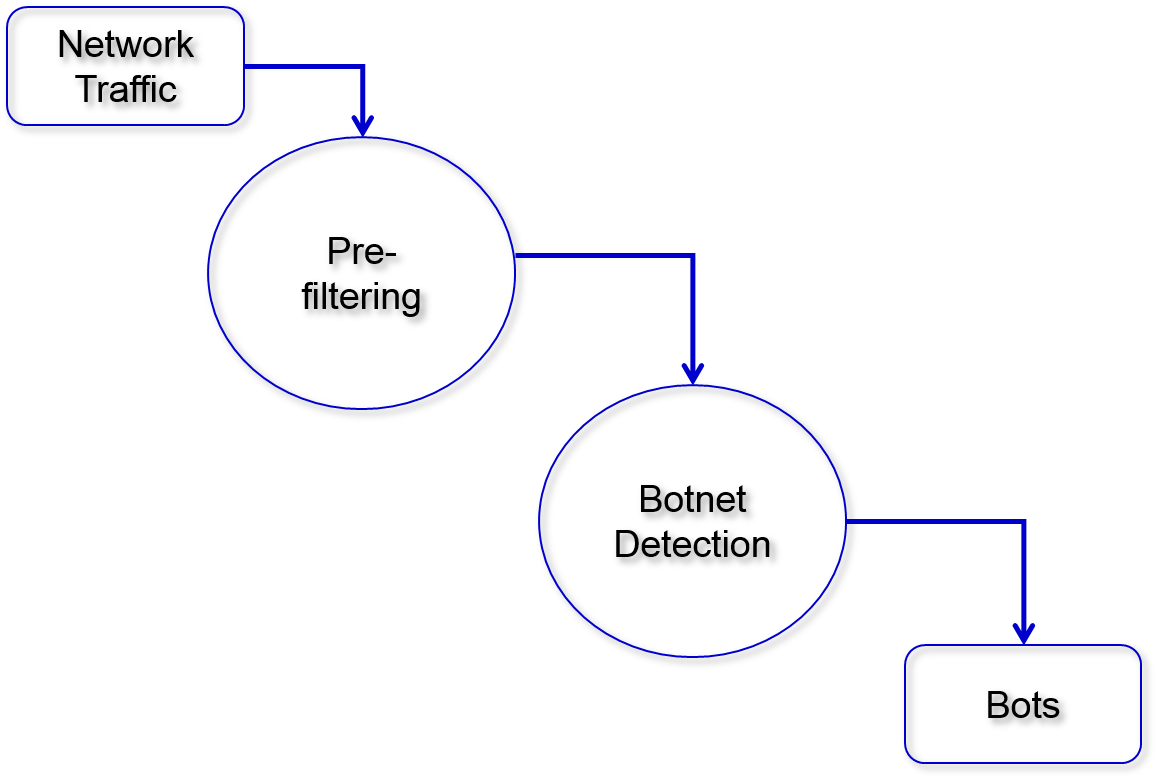 Network
Traffic
Pre-
filtering
Botnet
Detection
Bots